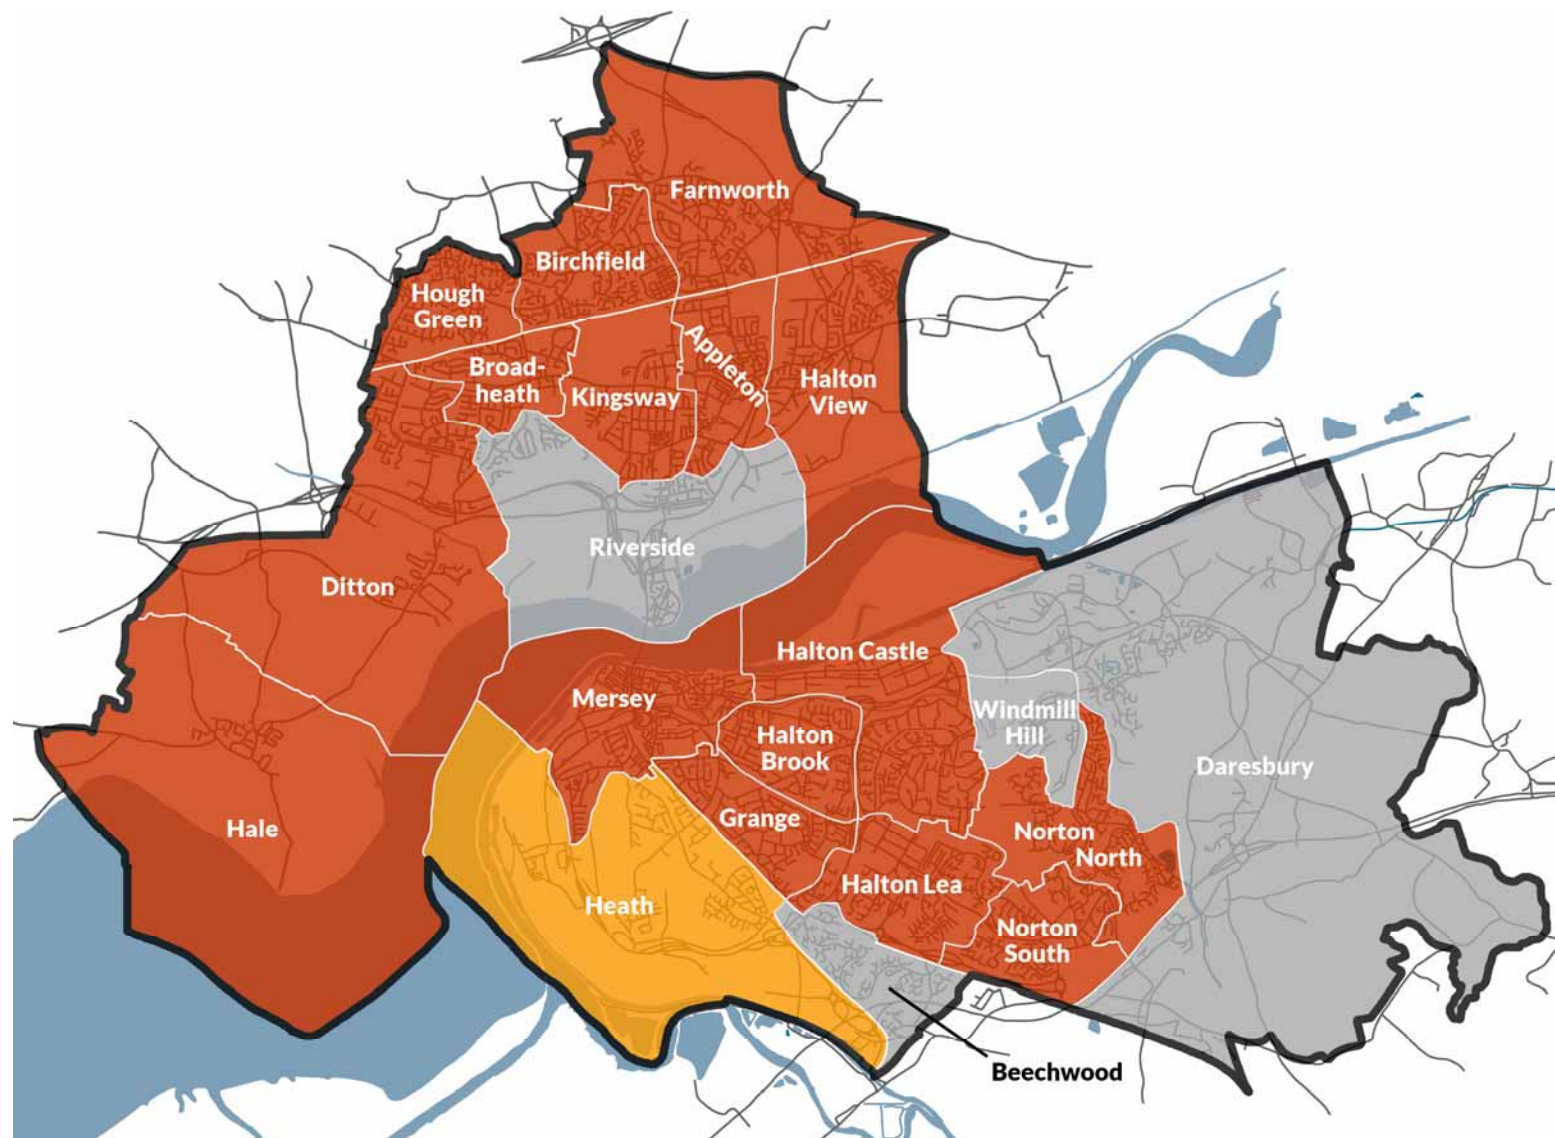 Farnworth
Birchfield
Hough
Green
Broad-
heath
Kingsway
Appleton
Halton
View
Riverside
Ditton
Halton Castle
Mersey
Windmill
Hill
Halton
Brook
Daresbury
Hale
Grange
Norton
North
Halton Lea
Heath
Norton
South
Beechwood